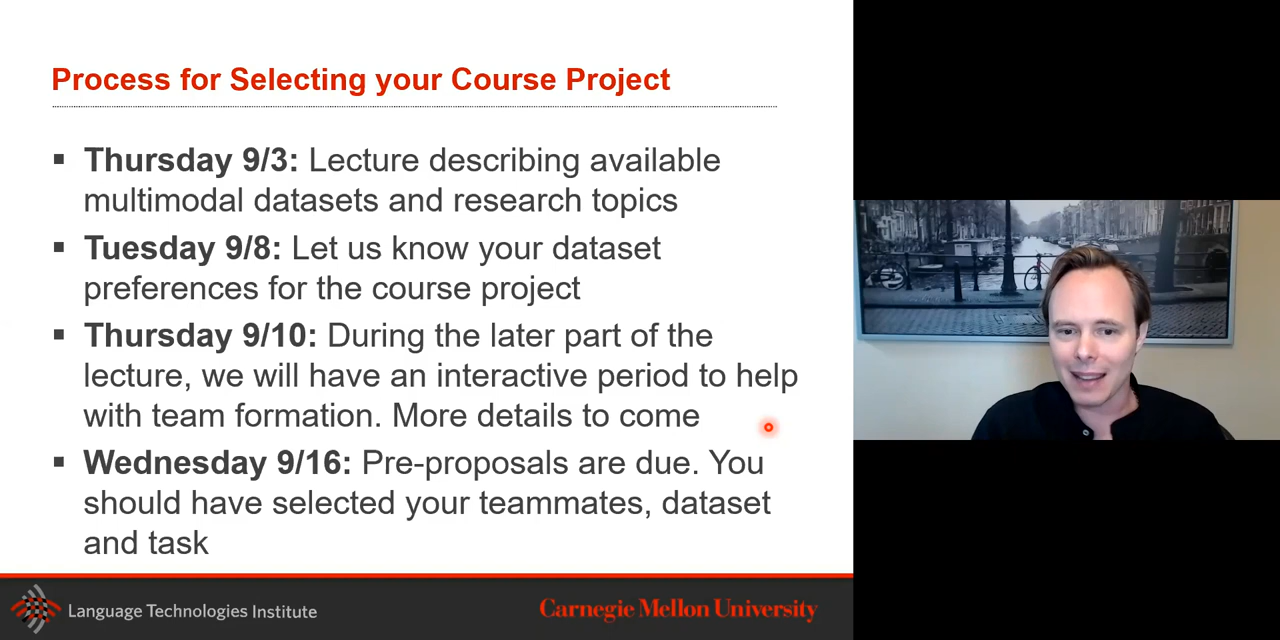 Process for Selecting your Course Project
▪ Thursday 9/3: Lecture describing available
multimodal datasets and research topics
▪ Tuesday 9/8: Let us know your dataset
preferences for the course project
▪ Thursday 9/10: During the later part of the
lecture, we will have an interactive period to help
with team formation. More details to come
▪ Wednesday 9/16: Pre-proposals are due. You
should have selected your teammates, dataset
and task
Language Technologies Institute
Carnegie Mellon University